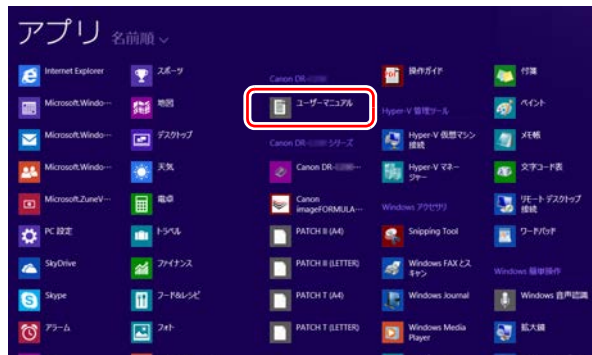 アプリ 名前順
Internet Explorer
Microsoft.Windo…
Microsoft.Windo…
Microsoft.Windo…
Microsoft.ZuneV…
PC 設定
SkyDrive
Skype
アラーム
スポーツ
地図
デスクトップ
天気
電卓
トラベル
ファイナンス
フード&レシピ
フォト
Canon DR-
ユーザーマニュアル
Canon DR- シリーズ
Canon DR-
Canon
imageFORMULA…
PATCH II (A4)
PATCH II (LETTER)
PATCH T (A4)
PATCH T (LETTER)
操作ガイド
Hyper-V 管理ツール
Hyper-V 仮想マシン
接続
Hyper-V マネー
ジャー
Windows アクセサリ
Snipping Tool
Windows FAX とス
キャン
Windows Journal
Windows Media
Player
付箋
ペイント
メモ帳
文字コード表
リモート デスクトップ
接続
ワードパッド
Windows 簡単操作
Windows 音声認識
拡大鏡